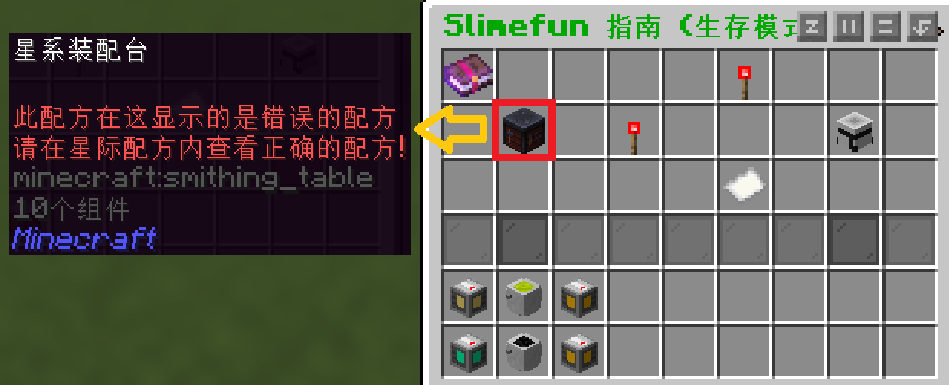 星系装配台
此配方在这显示的是错误的配方
请在星际配方内查看正确的配方!
minecraft:smithing_table
10个组件
Minecraft
Slimefun 指南 (生存模式